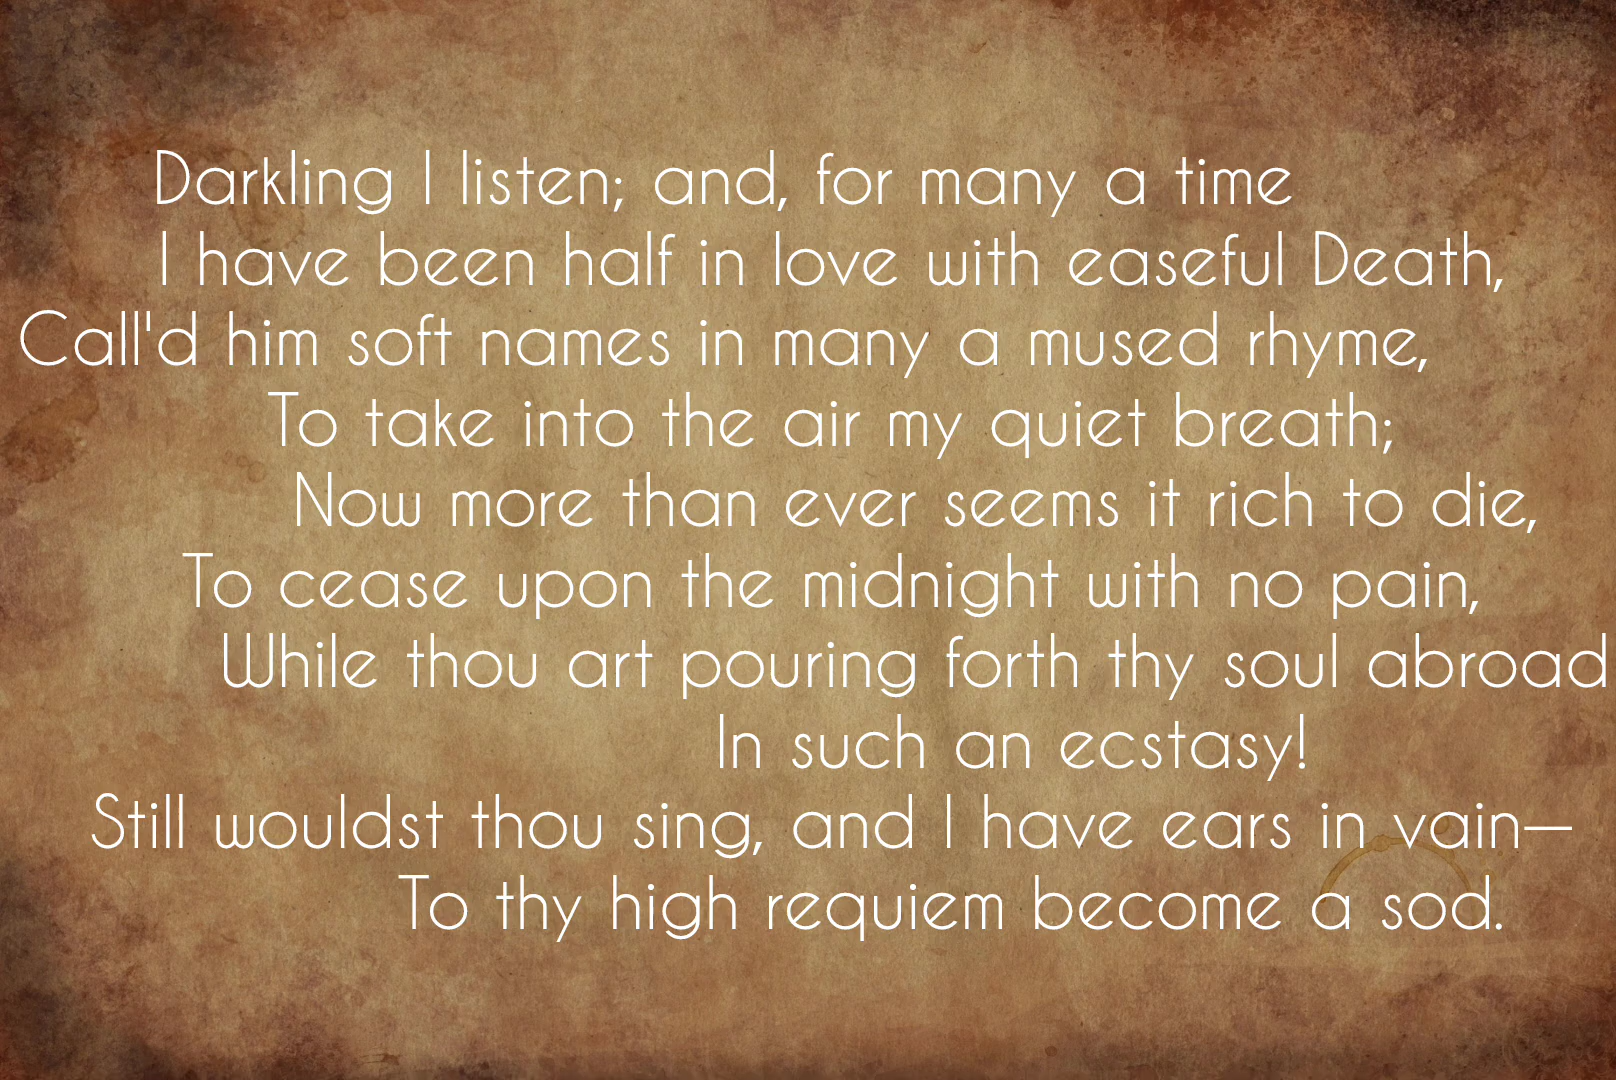 Darkling I listen; and, for many a time
I have been half in love with easeful Death,
Call'd him soft names in many a mused rhyme,
To take into the air my quiet breath;
Now more than ever seems it rich to die,
To cease upon the midnight with no pain,
While thou art pouring forth thy soul abroad
In such an ecstasy!
Still wouldst thou sing, and I have ears in vain—
To thy high requiem become a sod.